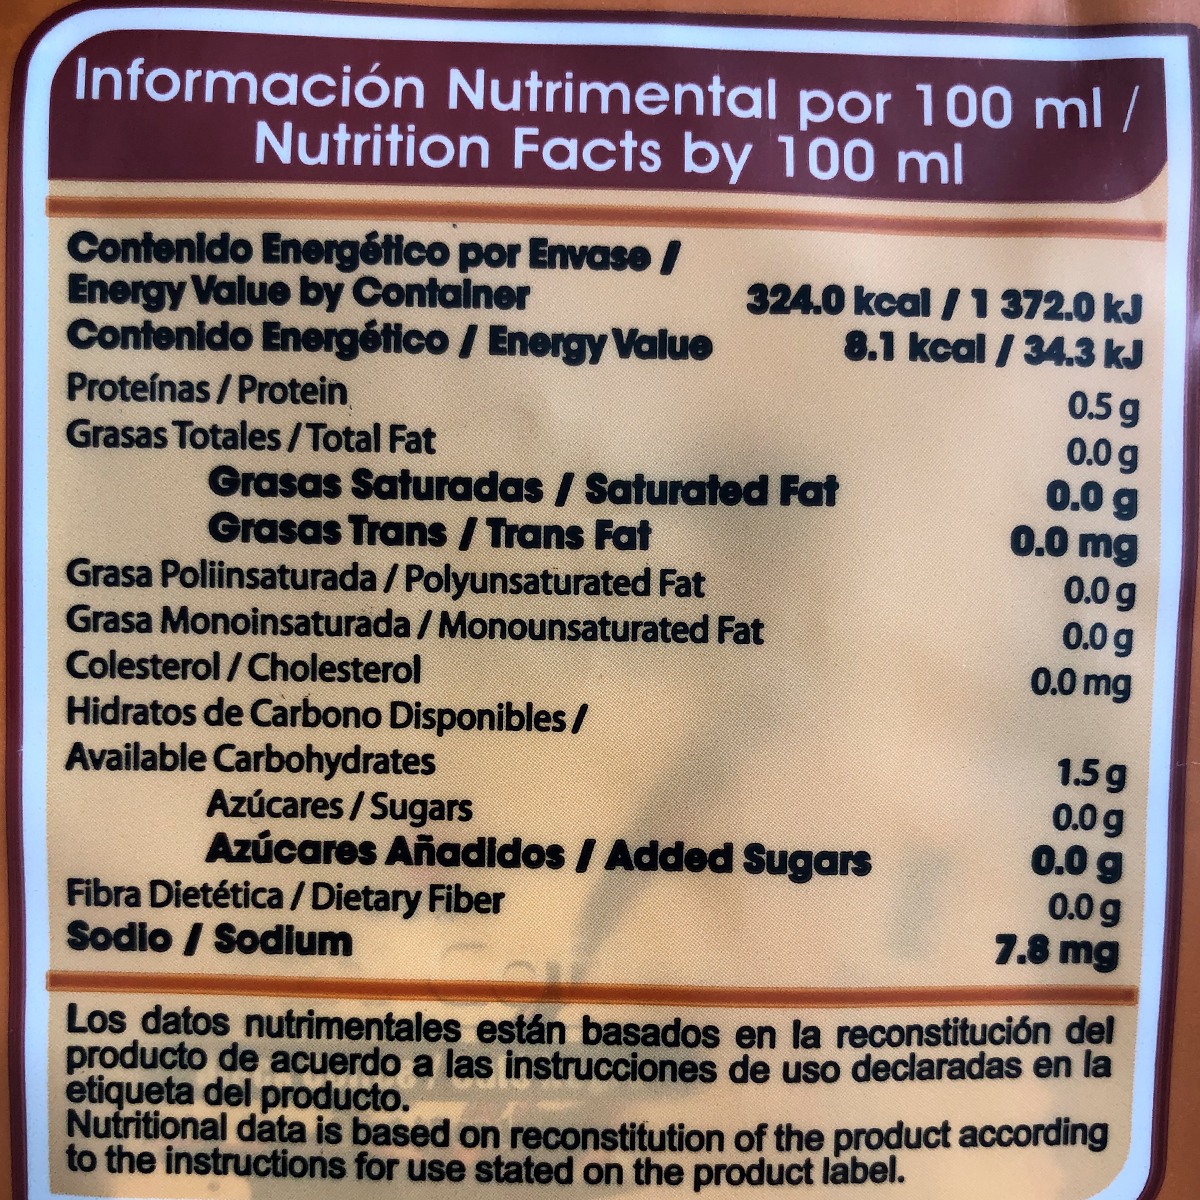 Información Nutrimental por 100 ml /
Nutrition Facts by 100 ml
Contenido Energético por Envase /
Energy Value by Container 324.0 kcal / 1 372.0 kJ
Contenido Energético / Energy Value 8.1 kcal / 34.3 kJ
Proteínas / Protein 0.5 g
Grasas Totales / Total Fat 0.0 g
Grasas Saturadas / Saturated Fat 0.0 g
Grasas Trans / Trans Fat 0.0 mg
Grasa Poliinsaturada / Polyunsaturated Fat 0.0 g
Grasa Monoinsaturada / Monounsaturated Fat 0.0 g
Colesterol / Cholesterol 0.0 mg
Hidratos de Carbono Disponibles /
Available Carbohydrates 1.5 g
Azúcares / Sugars 0.0 g
Azúcares Añadidos / Added Sugars 0.0 g
Fibra Dietética / Dietary Fiber 0.0 g
Sodio / Sodium 7.8 mg
Los datos nutrimentales están basados en la reconstitución del
producto de acuerdo a las instrucciones de uso declaradas en la
etiqueta del producto.
Nutritional data is based on reconstitution of the product according
to the instructions for use stated on the product label.